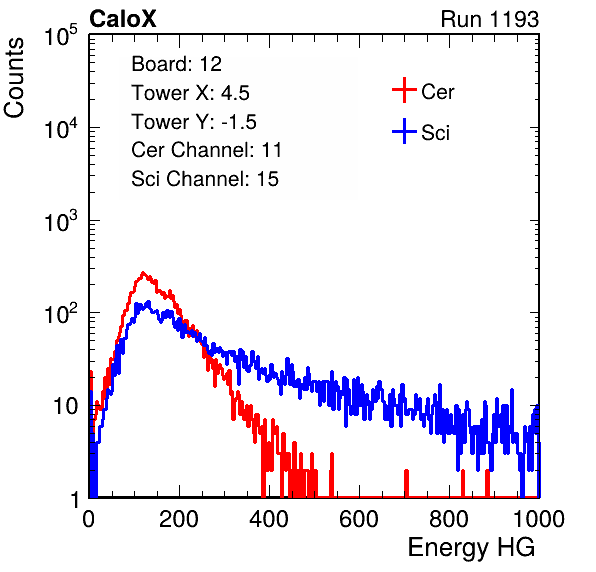 CaloX Run 1193
Counts
10^5
10^4
10^3
10^2
10
1
Board: 12
Tower X: 4.5
Tower Y: -1.5
Cer Channel: 11
Sci Channel: 15
Cer
Sci
0 200 400 600 800 1000
Energy HG